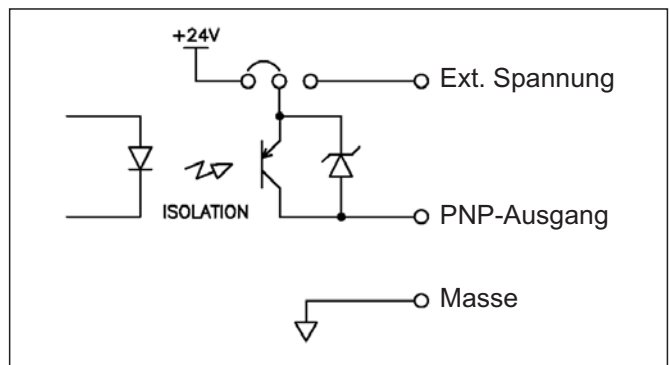 +24V
Ext. Spannung
ISOLATION
PNP-Ausgang
Masse